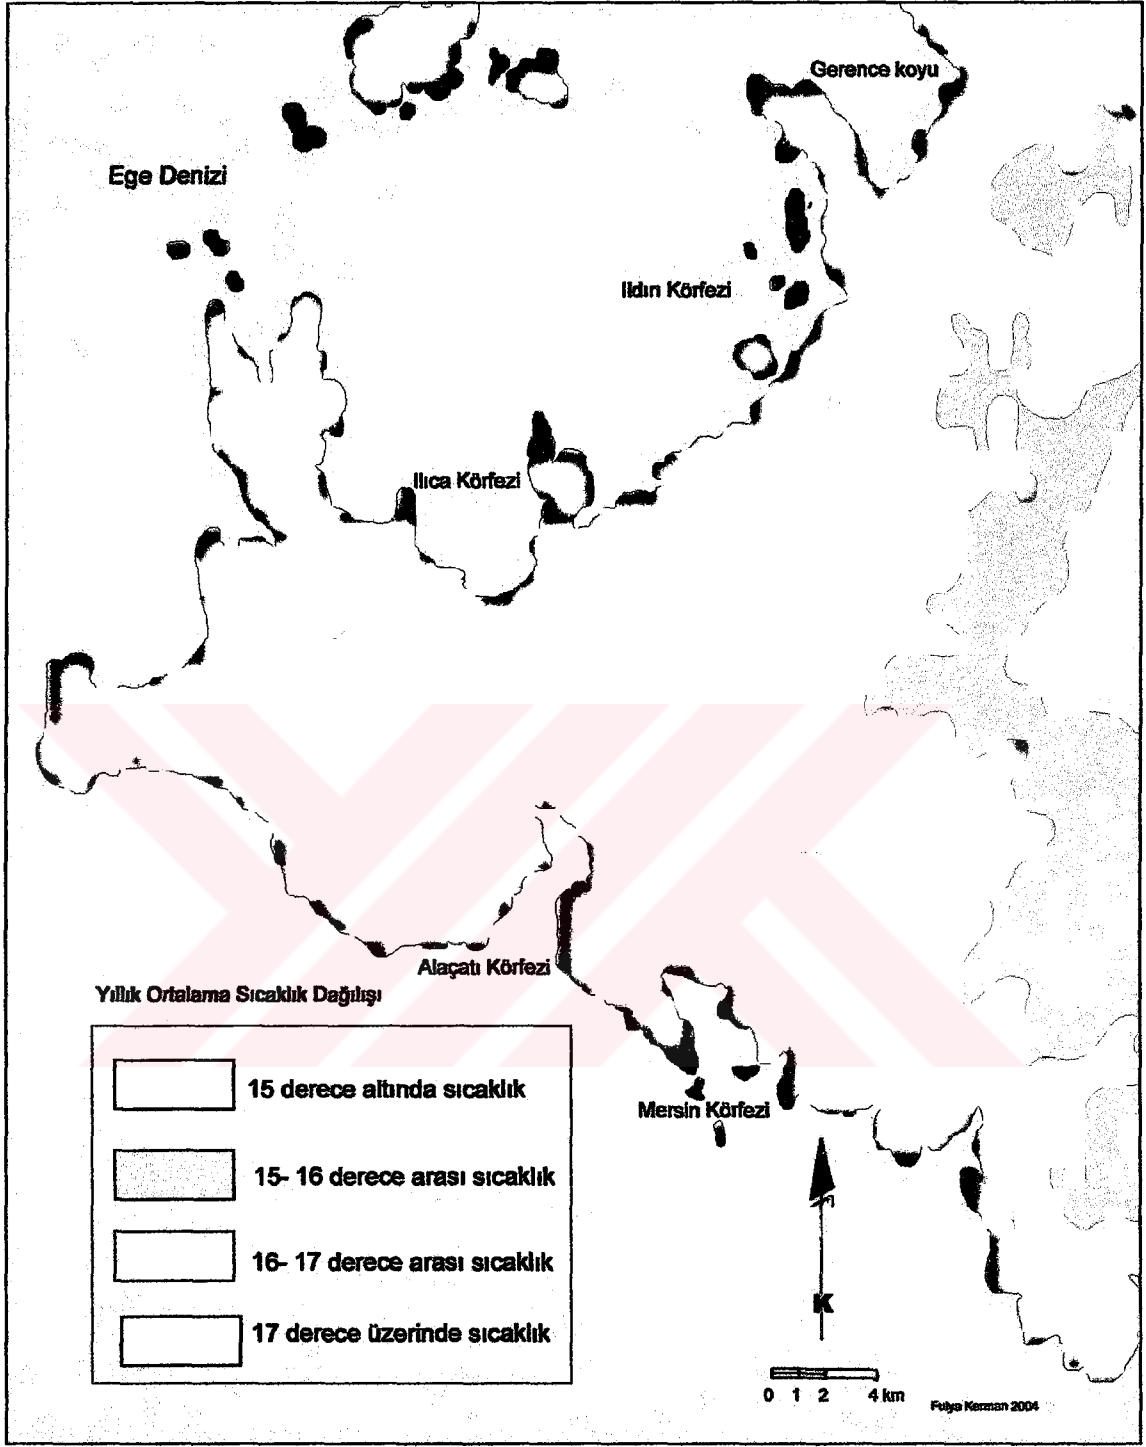 Gerence koyu
Ege Denizi
Ildın Körfezi
Ilıca Körfezi
Alaçatı Körfezi
Yıllık Ortalama Sıcaklık Dağılışı
15 derece altında sıcaklık
15- 16 derece arası sıcaklık
16- 17 derece arası sıcaklık
17 derece üzerinde sıcaklık
Mersin Körfezi
K
0 1 2 4 km
Fulya Kerman 2004